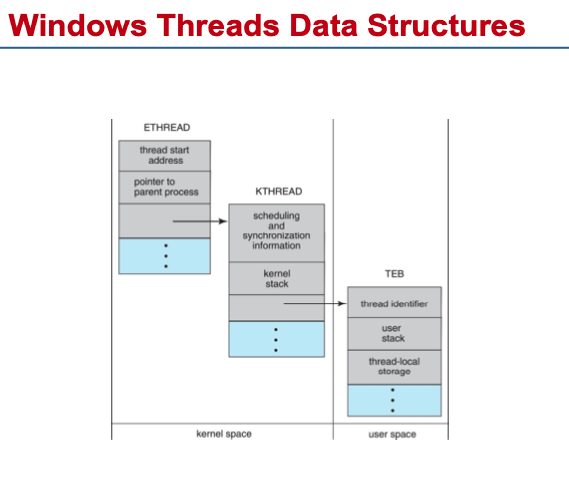 Windows Threads Data Structures
ETHREAD
thread start
address
pointer to
parent process
KTHREAD
scheduling
and
synchronization
information
kernel
stack
TEB
thread identifier
user
stack
thread-local
storage
kernel space
user space